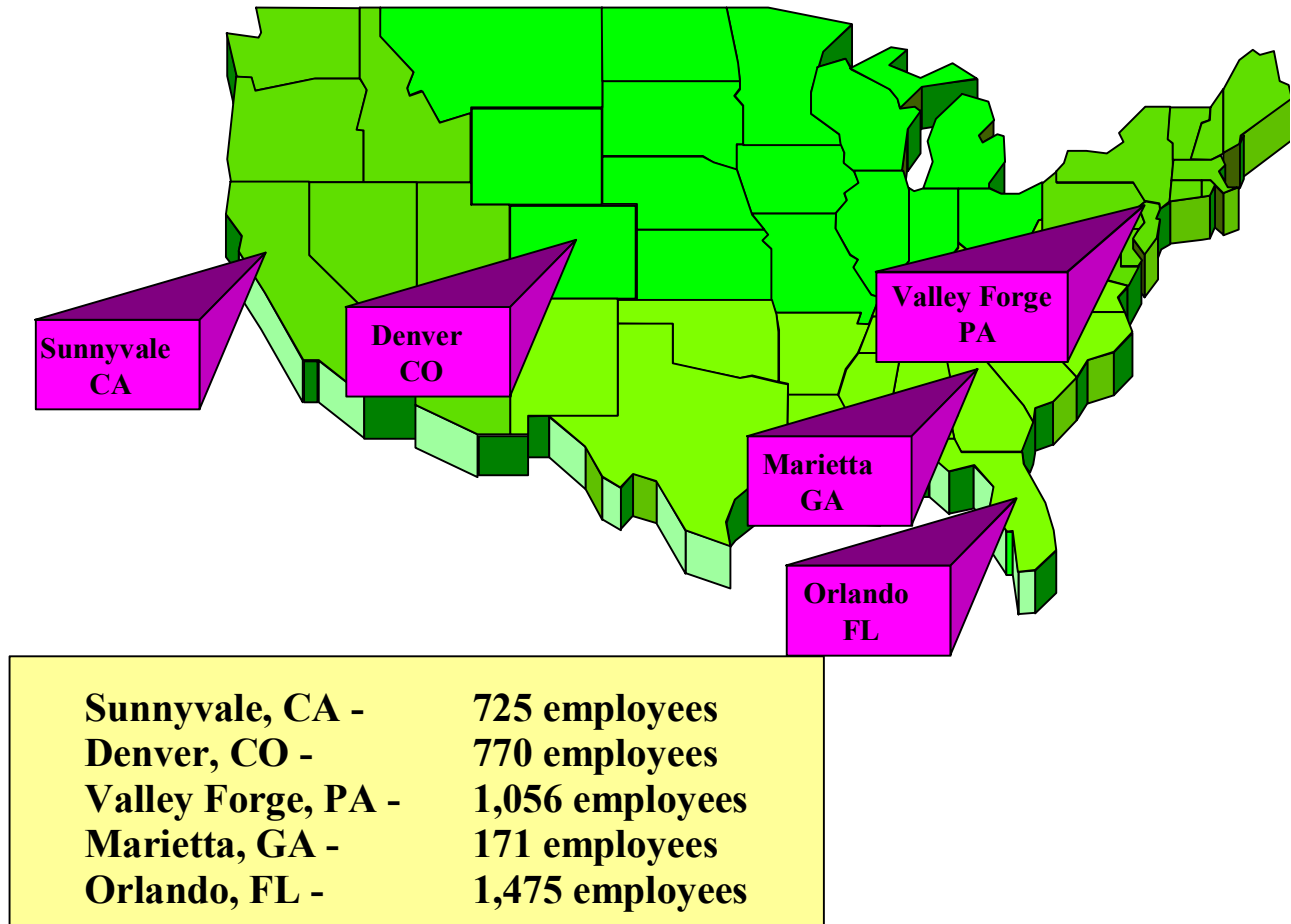 Sunnyvale
CA
Denver
CO
Valley Forge
PA
Marietta
GA
Orlando
FL
Sunnyvale, CA - 725 employees
Denver, CO - 770 employees
Valley Forge, PA - 1,056 employees
Marietta, GA - 171 employees
Orlando, FL - 1,475 employees